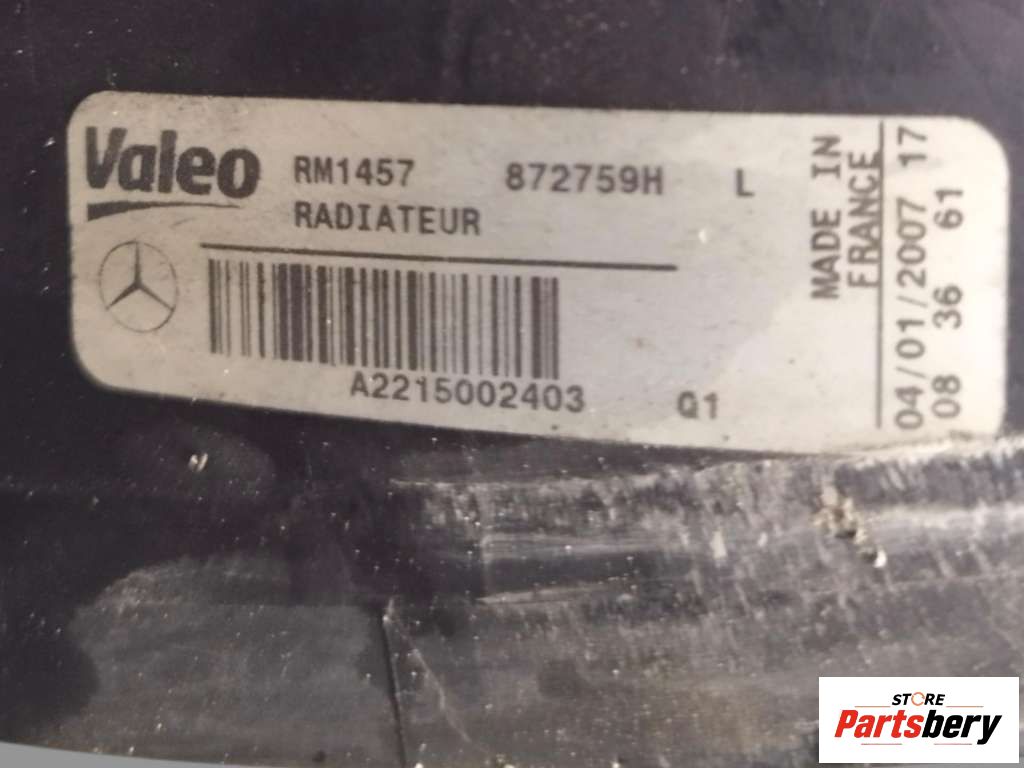 Valeo RM1457 872759H L
RADIATEUR
A2215002403 Q1
MADE IN
FRANCE
04/01/2007 17
08 36 61
STORE
Partsbery